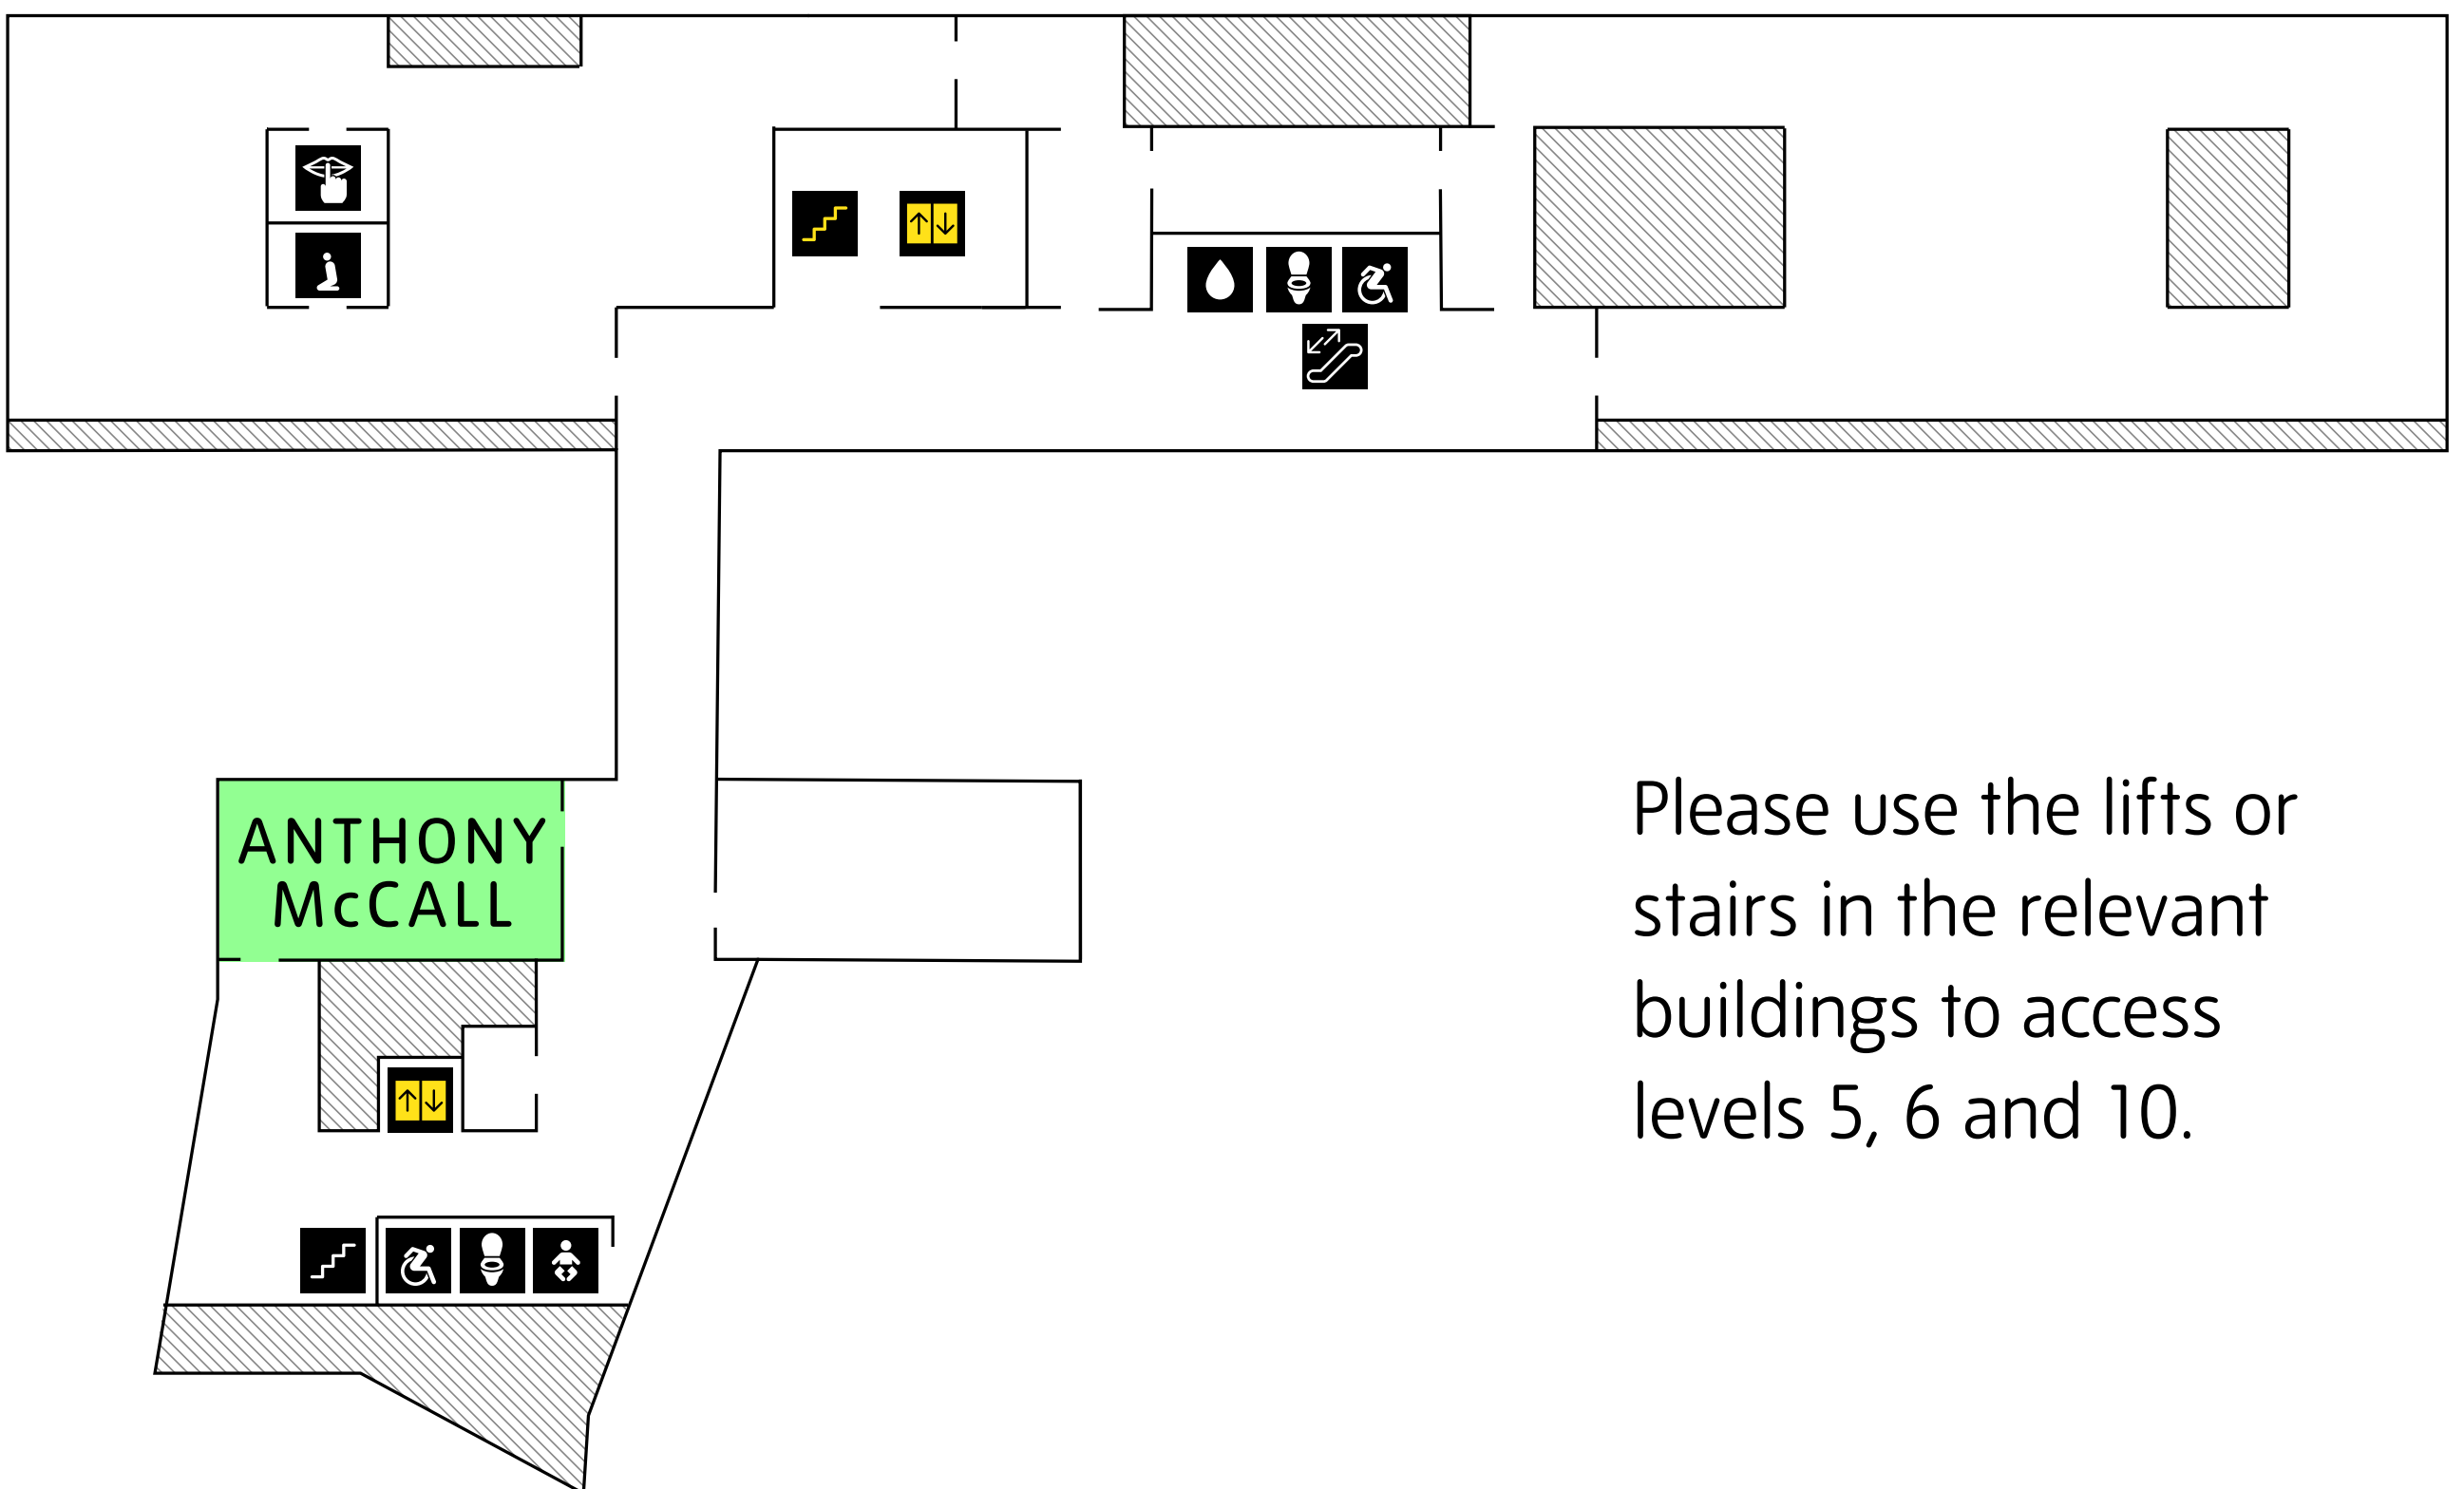 ANTHONY
McCALL
Please use the lifts or
stairs in the relevant
buildings to access
levels 5, 6 and 10.